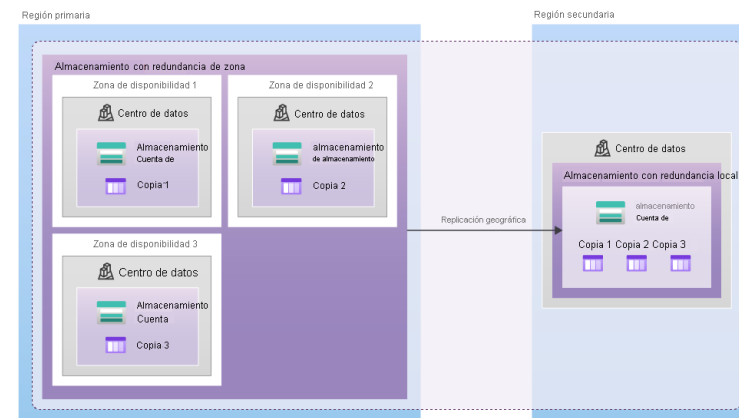 Región primaria
Región secundaria
Almacenamiento con redundancia de zona
Zona de disponibilidad 1
Centro de datos
Almacenamiento
Cuenta de
Copia:1
Zona de disponibilidad 2
Centro de datos
almacenamiento
de almacenamiento
Copia 2
Zona de disponibilidad 3
Centro de datos
Almacenamiento
Cuenta
Copia 3
Replicación geográfica
Centro de datos
Almacenamiento con redundancia local
almacenamiento
Cuenta de
Copia 1 Copia 2 Copia 3